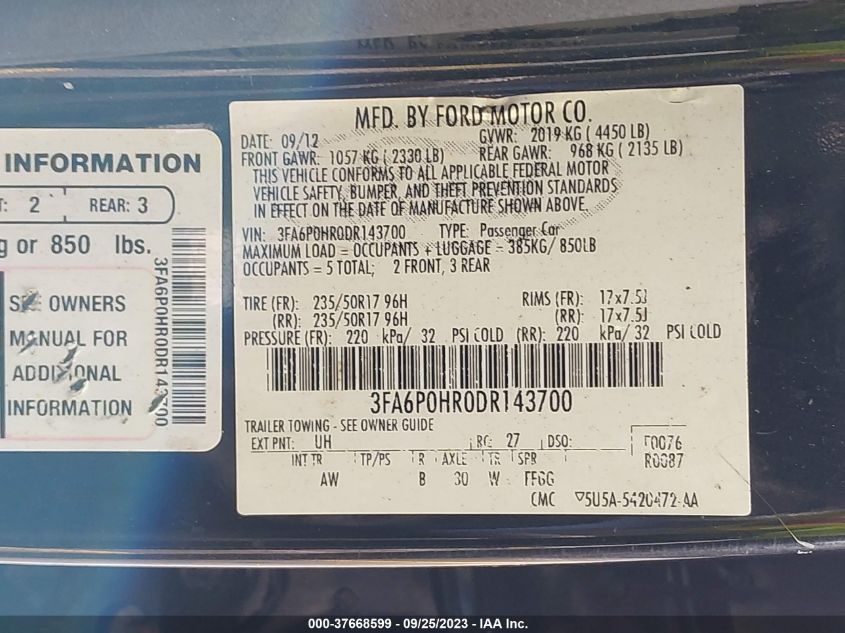 INFORMATION
2 REAR: 3
g or 850 lbs.
SEE OWNERS
MANUAL FOR
ADDITIONAL
INFORMATION
3FA6P0HR0DR143700
MFD. BY FORD MOTOR CO.
DATE: 09/12 GVWR: 2019 KG ( 4450 LB)
FRONT GAWR: 1057 KG ( 2330 LB) REAR GAWR: 968 KG ( 2135 LB)
THIS VEHICLE CONFORMS TO ALL APPLICABLE FEDERAL MOTOR
VEHICLE SAFETY, BUMPER, AND THEFT PREVENTION STANDARDS
IN EFFECT ON THE DATE OF MANUFACTURE SHOWN ABOVE.
VIN: 3FA6P0HR0DR143700 TYPE: Passenger Car
MAXIMUM LOAD = OCCUPANTS + LUGGAGE = 385KG/ 850LB
OCCUPANTS = 5 TOTAL; 2 FRONT, 3 REAR
TIRE (FR): 235/50R17 96H RIMS (FR): 17x7.5J
(RR): 235/50R17 96H (RR): 17x7.5J
PRESSURE (FR): 220 kPa/ 32 PSI COLD (RR): 220 kPa/ 32 PSI COLD
3FA6P0HR0DR143700
TRAILER TOWING - SEE OWNER GUIDE
EXT PNT: UH RC: 27 DSO:
INT TR TP/PS R AXLE TR SPR
AW B 30 W
CMC 5U5A-5420472-AA
000-37668599 / 09/25/2023 - IAA Inc.